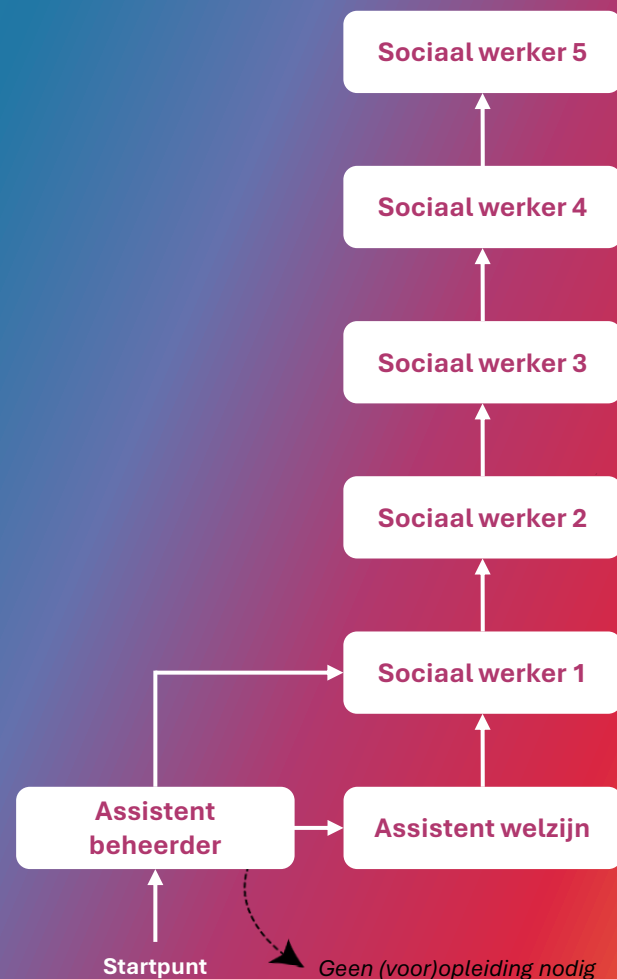 Sociaal werker 5
Sociaal werker 4
Sociaal werker 3
Sociaal werker 2
Sociaal werker 1
Assistent
beheerder
Assistent welzijn
Startpunt
Geen (voor)opleiding nodig